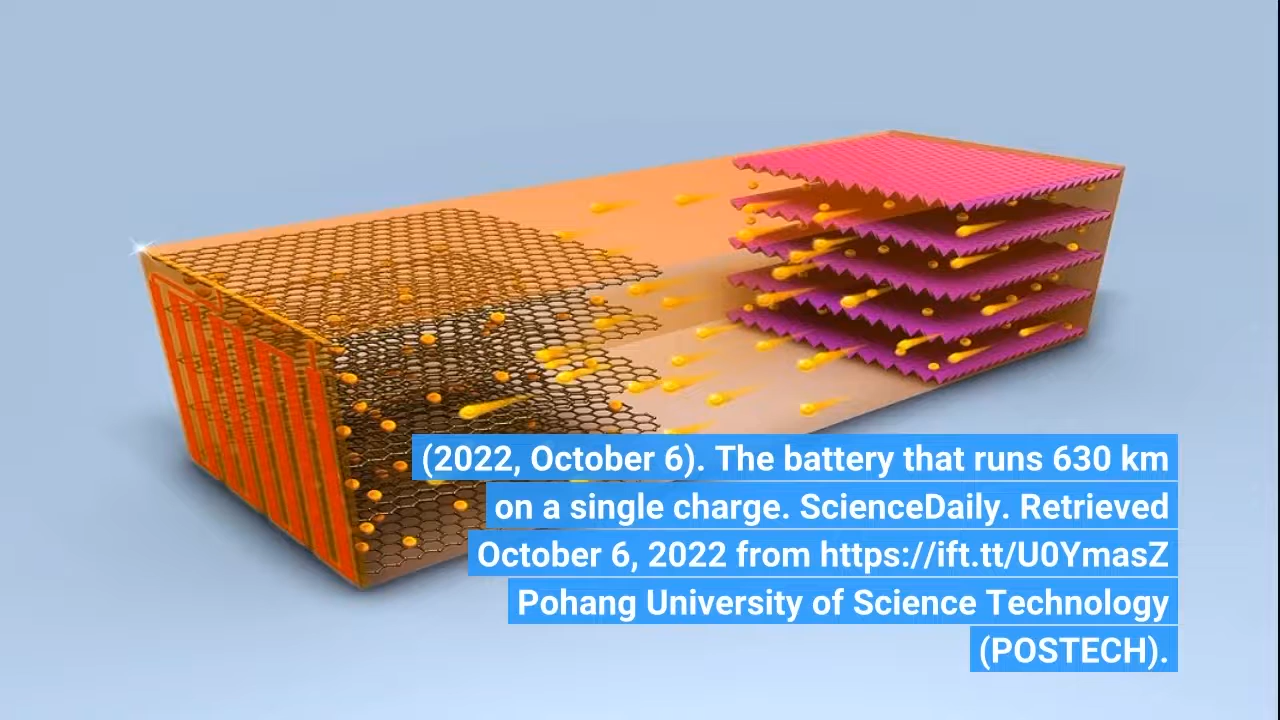 (2022, October 6). The battery that runs 630 km
on a single charge. ScienceDaily. Retrieved
October 6, 2022 from https://ift.tt/U0YmasZ
Pohang University of Science Technology
(POSTECH).